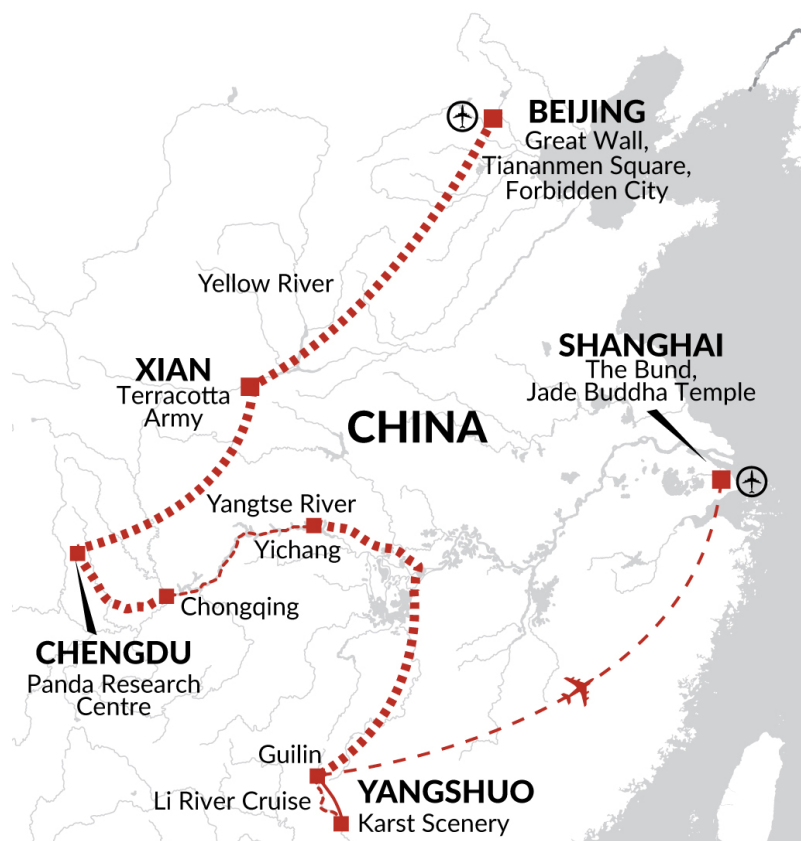 BEIJING
Great Wall,
Tiananmen Square,
Forbidden City
Yellow River
XIAN
Terracotta
Army
SHANGHAI
The Bund,
Jade Buddha Temple
CHINA
Yangtse River
Yichang
Chongqing
CHENGDU
Panda Research
Centre
Guilin
Li River Cruise
YANGSHUO
Karst Scenery